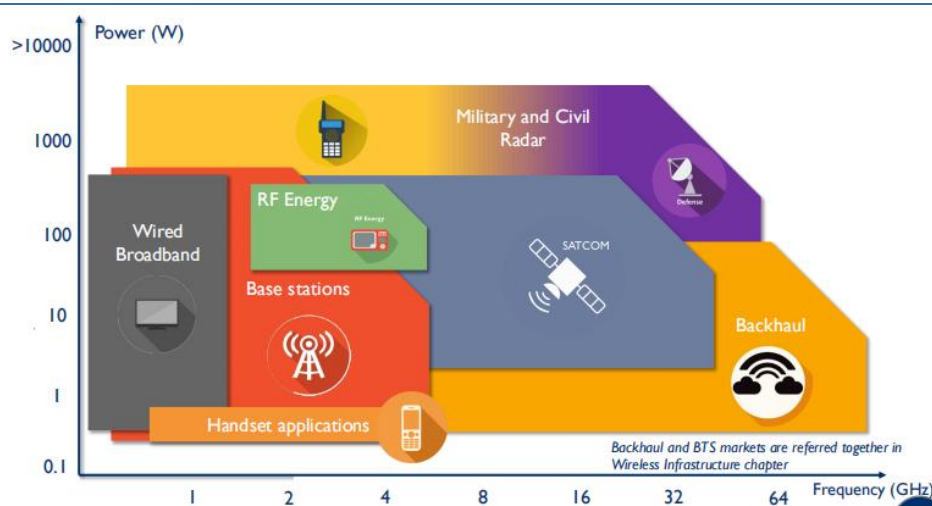 Power (W)
>10000
1000
100
10
1
0.1
Military and Civil
Radar
Defense
RF Energy
RF Energy
Wired
Broadband
SATCOM
Base stations
Backhaul
Handset applications
Backhaul and BTS markets are referred together in
Wireless Infrastructure chapter
1
2
4
8
16
32
64
Frequency (GHz)